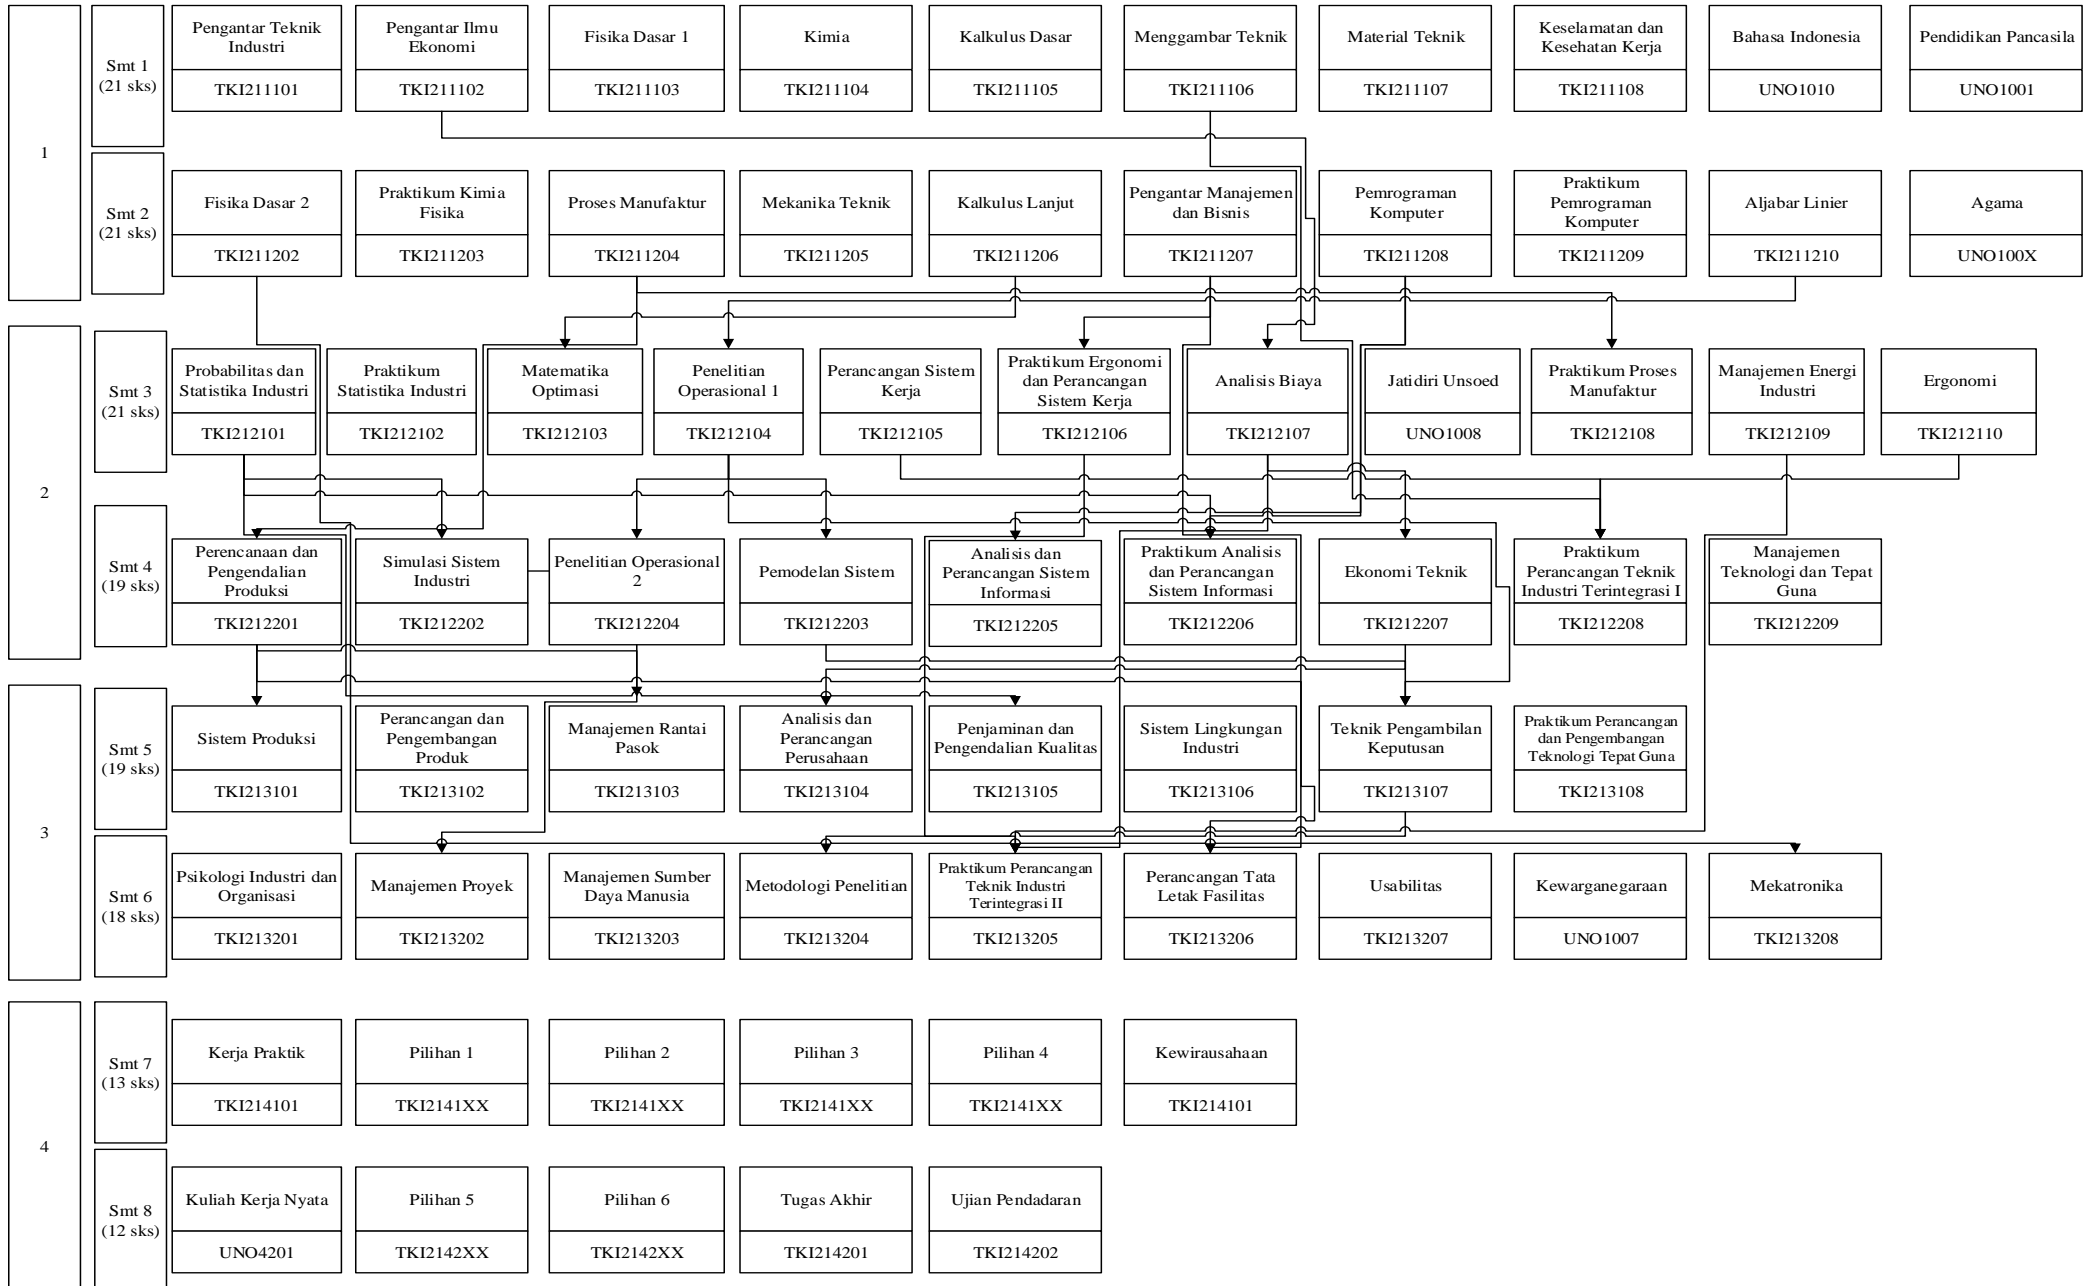 1
Smt 1
(21 sks)
Pengantar Teknik
Industri
TKI211101
Pengantar Ilmu
Ekonomi
TKI211102
Fisika Dasar 1
TKI211103
Kimia
TKI211104
Kalkulus Dasar
TKI211105
Menggambar Teknik
TKI211106
Material Teknik
TKI211107
Keselamatan dan
Kesehatan Kerja
TKI211108
Bahasa Indonesia
UNO1010
Pendidikan Pancasila
UNO1001
Smt 2
(21 sks)
Fisika Dasar 2
TKI211202
Praktikum Kimia
Fisika
TKI211203
Proses Manufaktur
TKI211204
Mekanika Teknik
TKI211205
Kalkulus Lanjut
TKI211206
Pengantar Manajemen
dan Bisnis
TKI211207
Pemrograman
Komputer
TKI211208
Praktikum
Pemrograman
Komputer
TKI211209
Aljabar Linier
TKI211210
Agama
UNO100X
2
Smt 3
(21 sks)
Probabilitas dan
Statistika Industri
TKI212101
Praktikum
Statistika Industri
TKI212102
Matematika
Optimasi
TKI212103
Penelitian
Operasional 1
TKI212104
Perancangan Sistem
Kerja
TKI212105
Praktikum Ergonomi
dan Perancangan
Sistem Kerja
TKI212106
Analisis Biaya
TKI212107
Jatidiri Unsoed
UNO1008
Praktikum Proses
Manufaktur
TKI212108
Manajemen Energi
Industri
TKI212109
Ergonomi
TKI212110
Smt 4
(19 sks)
Perencanaan dan
Pengendalian
Produksi
TKI212201
Simulasi Sistem
Industri
TKI212202
Penelitian Operasional
2
TKI212204
Pemodelan Sistem
TKI212203
Analisis dan
Perancangan Sistem
Informasi
TKI212205
Praktikum Analisis
dan Perancangan
Sistem Informasi
TKI212206
Ekonomi Teknik
TKI212207
Praktikum
Perancangan Teknik
Industri Terintegrasi I
TKI212208
Manajemen
Teknologi dan Tepat
Guna
TKI212209
3
Smt 5
(19 sks)
Sistem Produksi
TKI213101
Perancangan dan
Pengembangan
Produk
TKI213102
Manajemen Rantai
Pasok
TKI213103
Analisis dan
Perancangan
Perusahaan
TKI213104
Penjaminan dan
Pengendalian Kualitas
TKI213105
Sistem Lingkungan
Industri
TKI213106
Teknik Pengambilan
Keputusan
TKI213107
Praktikum Perancangan
dan Pengembangan
Teknologi Tepat Guna
TKI213108
Smt 6
(18 sks)
Psikologi Industri dan
Organisasi
TKI213201
Manajemen Proyek
TKI213202
Manajemen Sumber
Daya Manusia
TKI213203
Metodologi Penelitian
TKI213204
Praktikum Perancangan
Teknik Industri
Terintegrasi II
TKI213205
Perancangan Tata
Letak Fasilitas
TKI213206
Usabilitas
TKI213207
Kewarganegaraan
UNO1007
Mekatronika
TKI213208
4
Smt 7
(13 sks)
Kerja Praktik
TKI214101
Pilihan 1
TKI2141XX
Pilihan 2
TKI2141XX
Pilihan 3
TKI2141XX
Pilihan 4
TKI2141XX
Kewirausahaan
TKI214101
Smt 8
(12 sks)
Kuliah Kerja Nyata
UNO4201
Pilihan 5
TKI2142XX
Pilihan 6
TKI2142XX
Tugas Akhir
TKI214201
Ujian Pendadaran
TKI214202